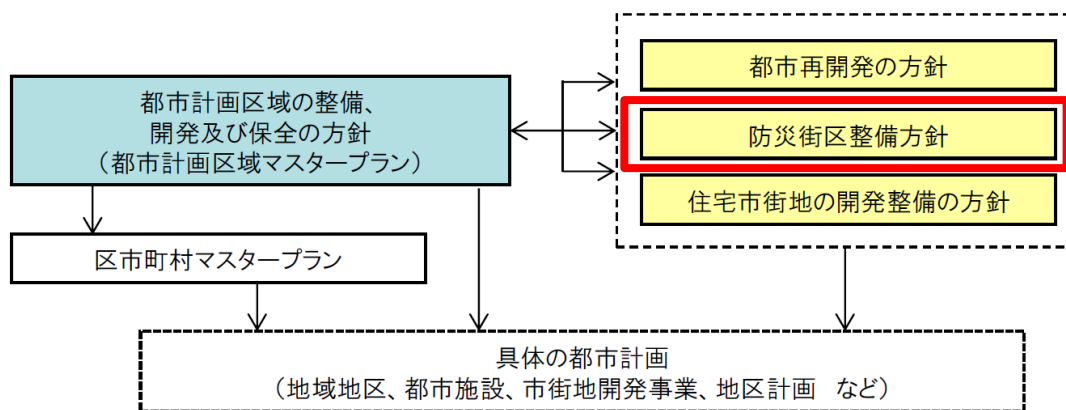 都市計画区域の整備、
開発及び保全の方針
（都市計画区域マスタープラン）
都市再開発の方針
防災街区整備方針
住宅市街地の開発整備の方針
区市町村マスタープラン
具体の都市計画
（地域地区、都市施設、市街地開発事業、地区計画　など）